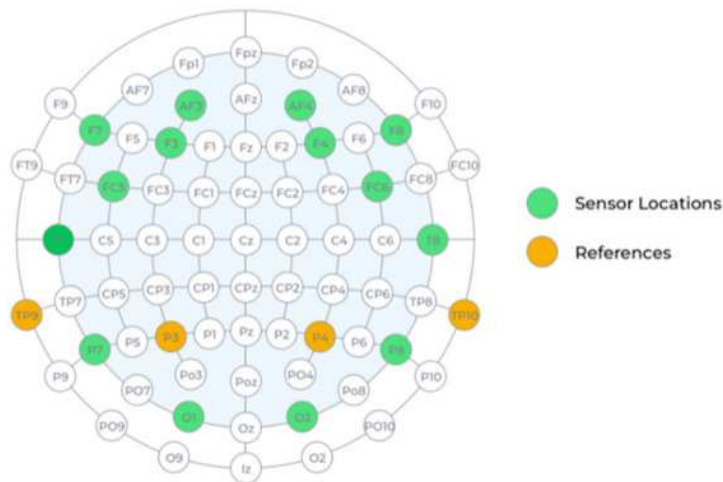 Fpz
Fp1 Fp2
AF7 AF3 AFz AF4 AF8
F9 F7 F5 F3 F1 Fz F2 F4 F6 F8 F10
FT9 FT7 FC5 FC3 FC1 FCz FC2 FC4 FC6 FC8 FC10
C5 C3 C1 Cz C2 C4 C6 T8
TP9 TP7 CP5 CP3 CP1 CPz CP2 CP4 CP6 TP8 TP10
P9 P7 P5 P3 P1 Pz P2 P4 P6 P8 P10
PO9 PO7 Po3 Poz PO4 Po8 PO10
O9 O1 Oz O2 O2
Iz
Sensor Locations
References